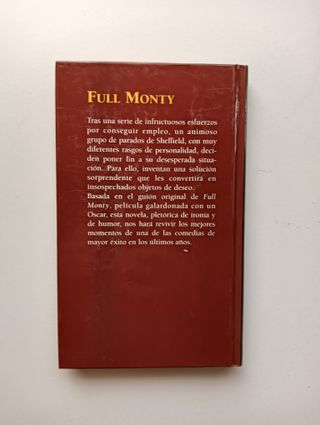 FULL MONTY
Tras una serie de infructuosos esfuerzos
por conseguir empleo, un animoso
grupo de parados de Sheffield, con muy
diferentes rasgos de personalidad, deci-
den poner fin a su desesperada situa-
ción. Para ello, inventan una solución
sorprendente que les convertirá en
insospechados objetos de deseo.
Basada en el guión original de Full
Monty, película galardonada con un
Oscar, esta novela, pletórica de ironía y
de humor, nos hará revivir los mejores
momentos de una de las comedias de
mayor éxito en los últimos años.